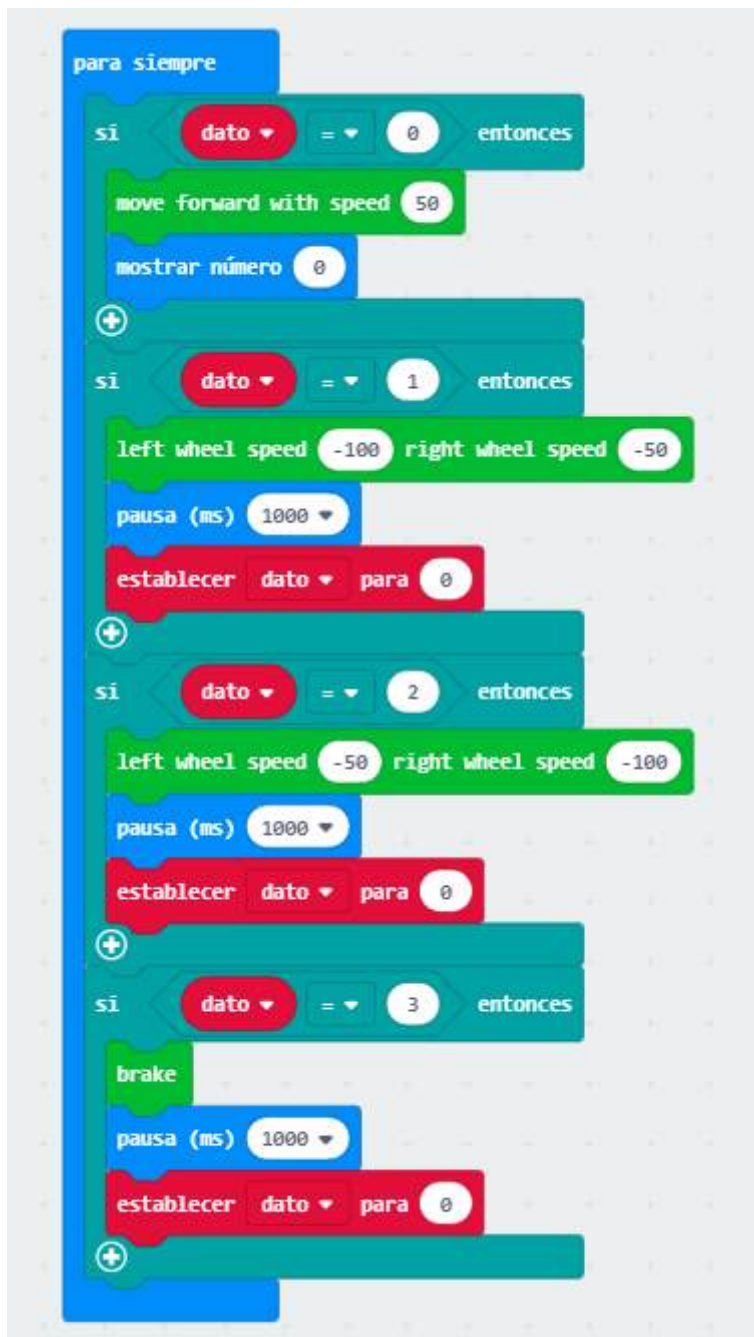 para siempre
si dato = 0 entonces
move forward with speed 50
mostrar número 0
si dato = 1 entonces
left wheel speed -100 right wheel speed -50
pausa (ms) 1000
establecer dato para 0
si dato = 2 entonces
left wheel speed -50 right wheel speed -100
pausa (ms) 1000
establecer dato para 0
si dato = 3 entonces
brake
pausa (ms) 1000
establecer dato para 0